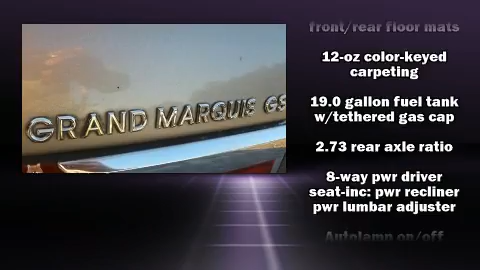 GRAND MARQUIS GS
front/rear floor mats
12-oz color-keyed
carpeting
19.0 gallon fuel tank
w/tethered gas cap
2.73 rear axle ratio
8-way pwr driver
seat-inc: pwr recliner
pwr lumbar adjuster
Autolamp on/off